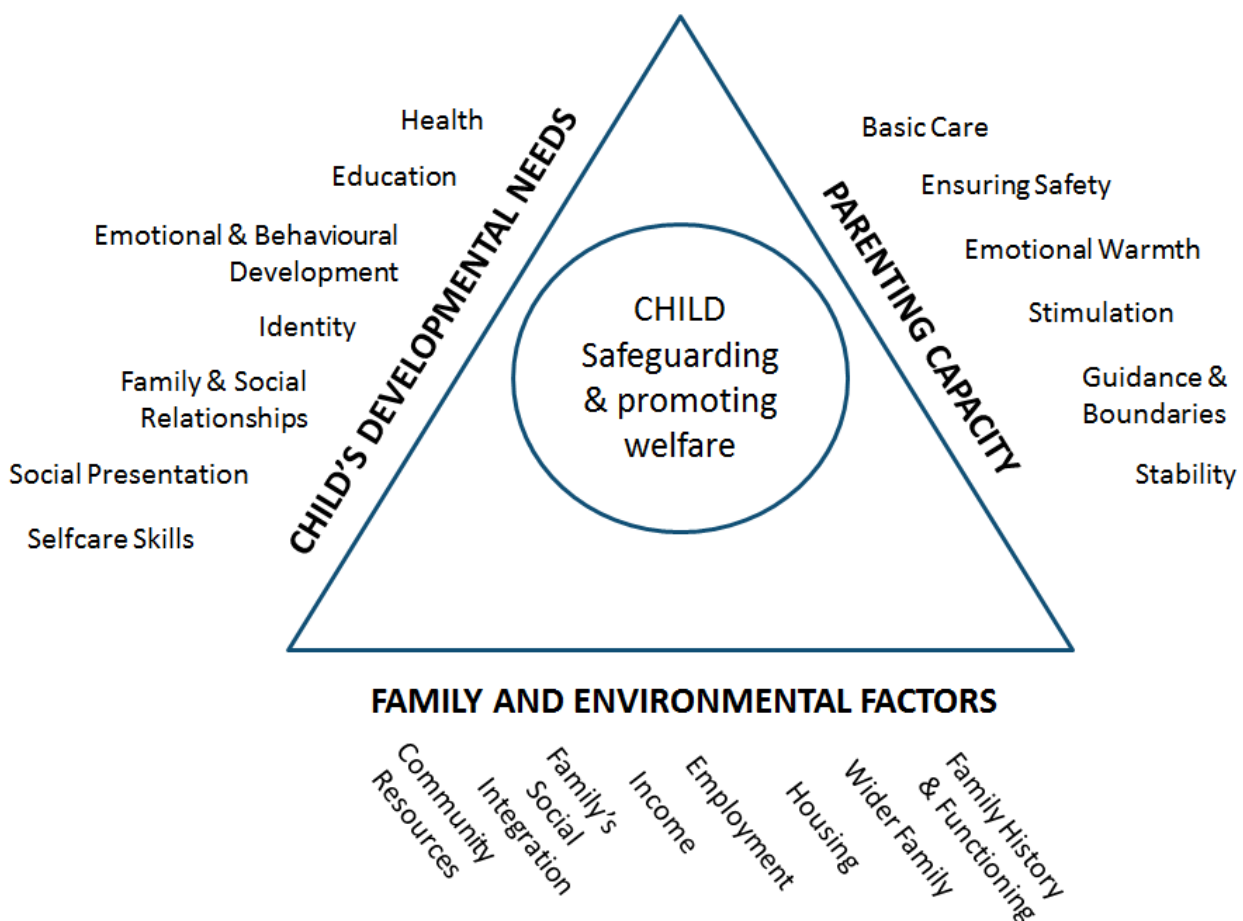 Health
Education
Emotional & Behavioural
Development
Identity
Family & Social
Relationships
Social Presentation
Selfcare Skills
CHILD'S DEVELOPMENTAL NEEDS
CHILD
Safeguarding
& promoting
welfare
PARENTING CAPACITY
Basic Care
Ensuring Safety
Emotional Warmth
Stimulation
Guidance &
Boundaries
Stability
FAMILY AND ENVIRONMENTAL FACTORS
Community
Resources
Family's
Social
Integration
Income
Employment
Housing
Wider Family
Family History
& Functioning